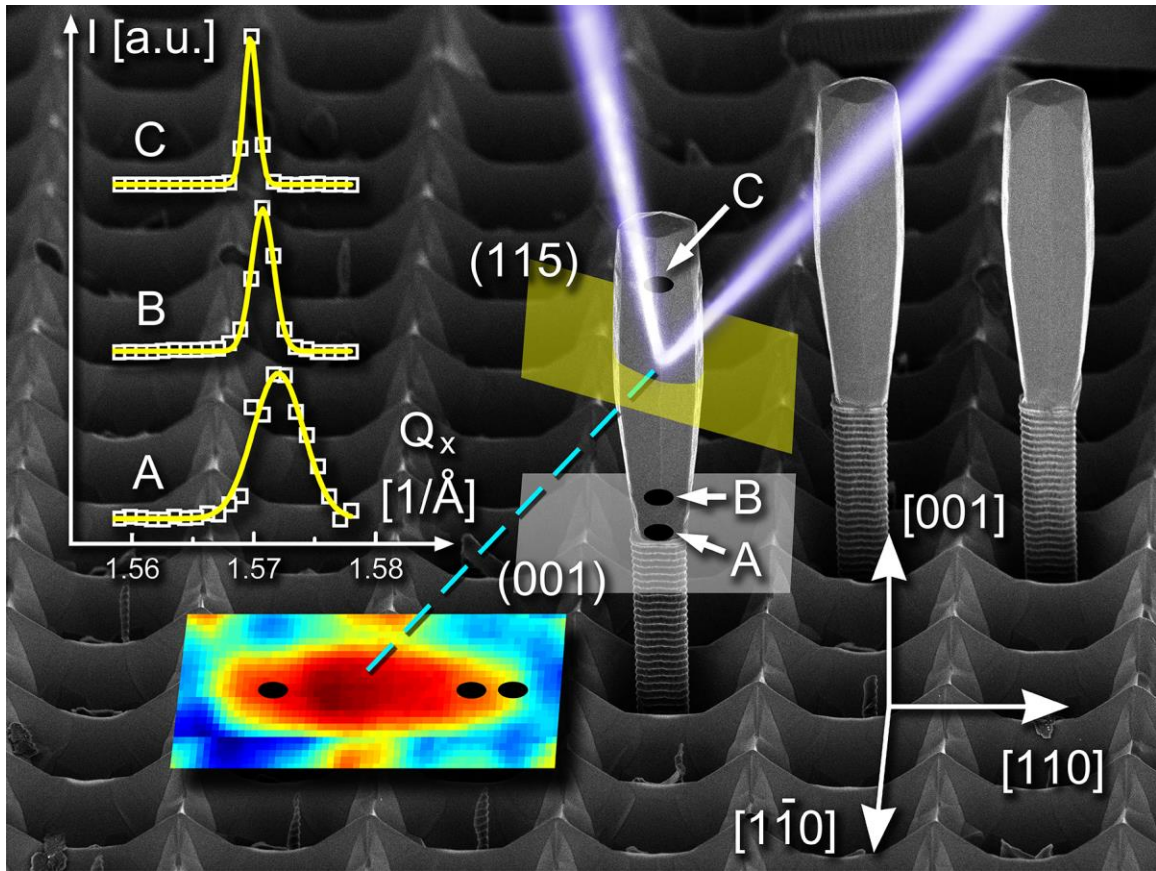 I [a.u.]
C
B
A
Qₓ
[1/Å]
1.56 1.57 1.58
(115)
C
B
A
(001)
[001]
[110]
[11̄0]